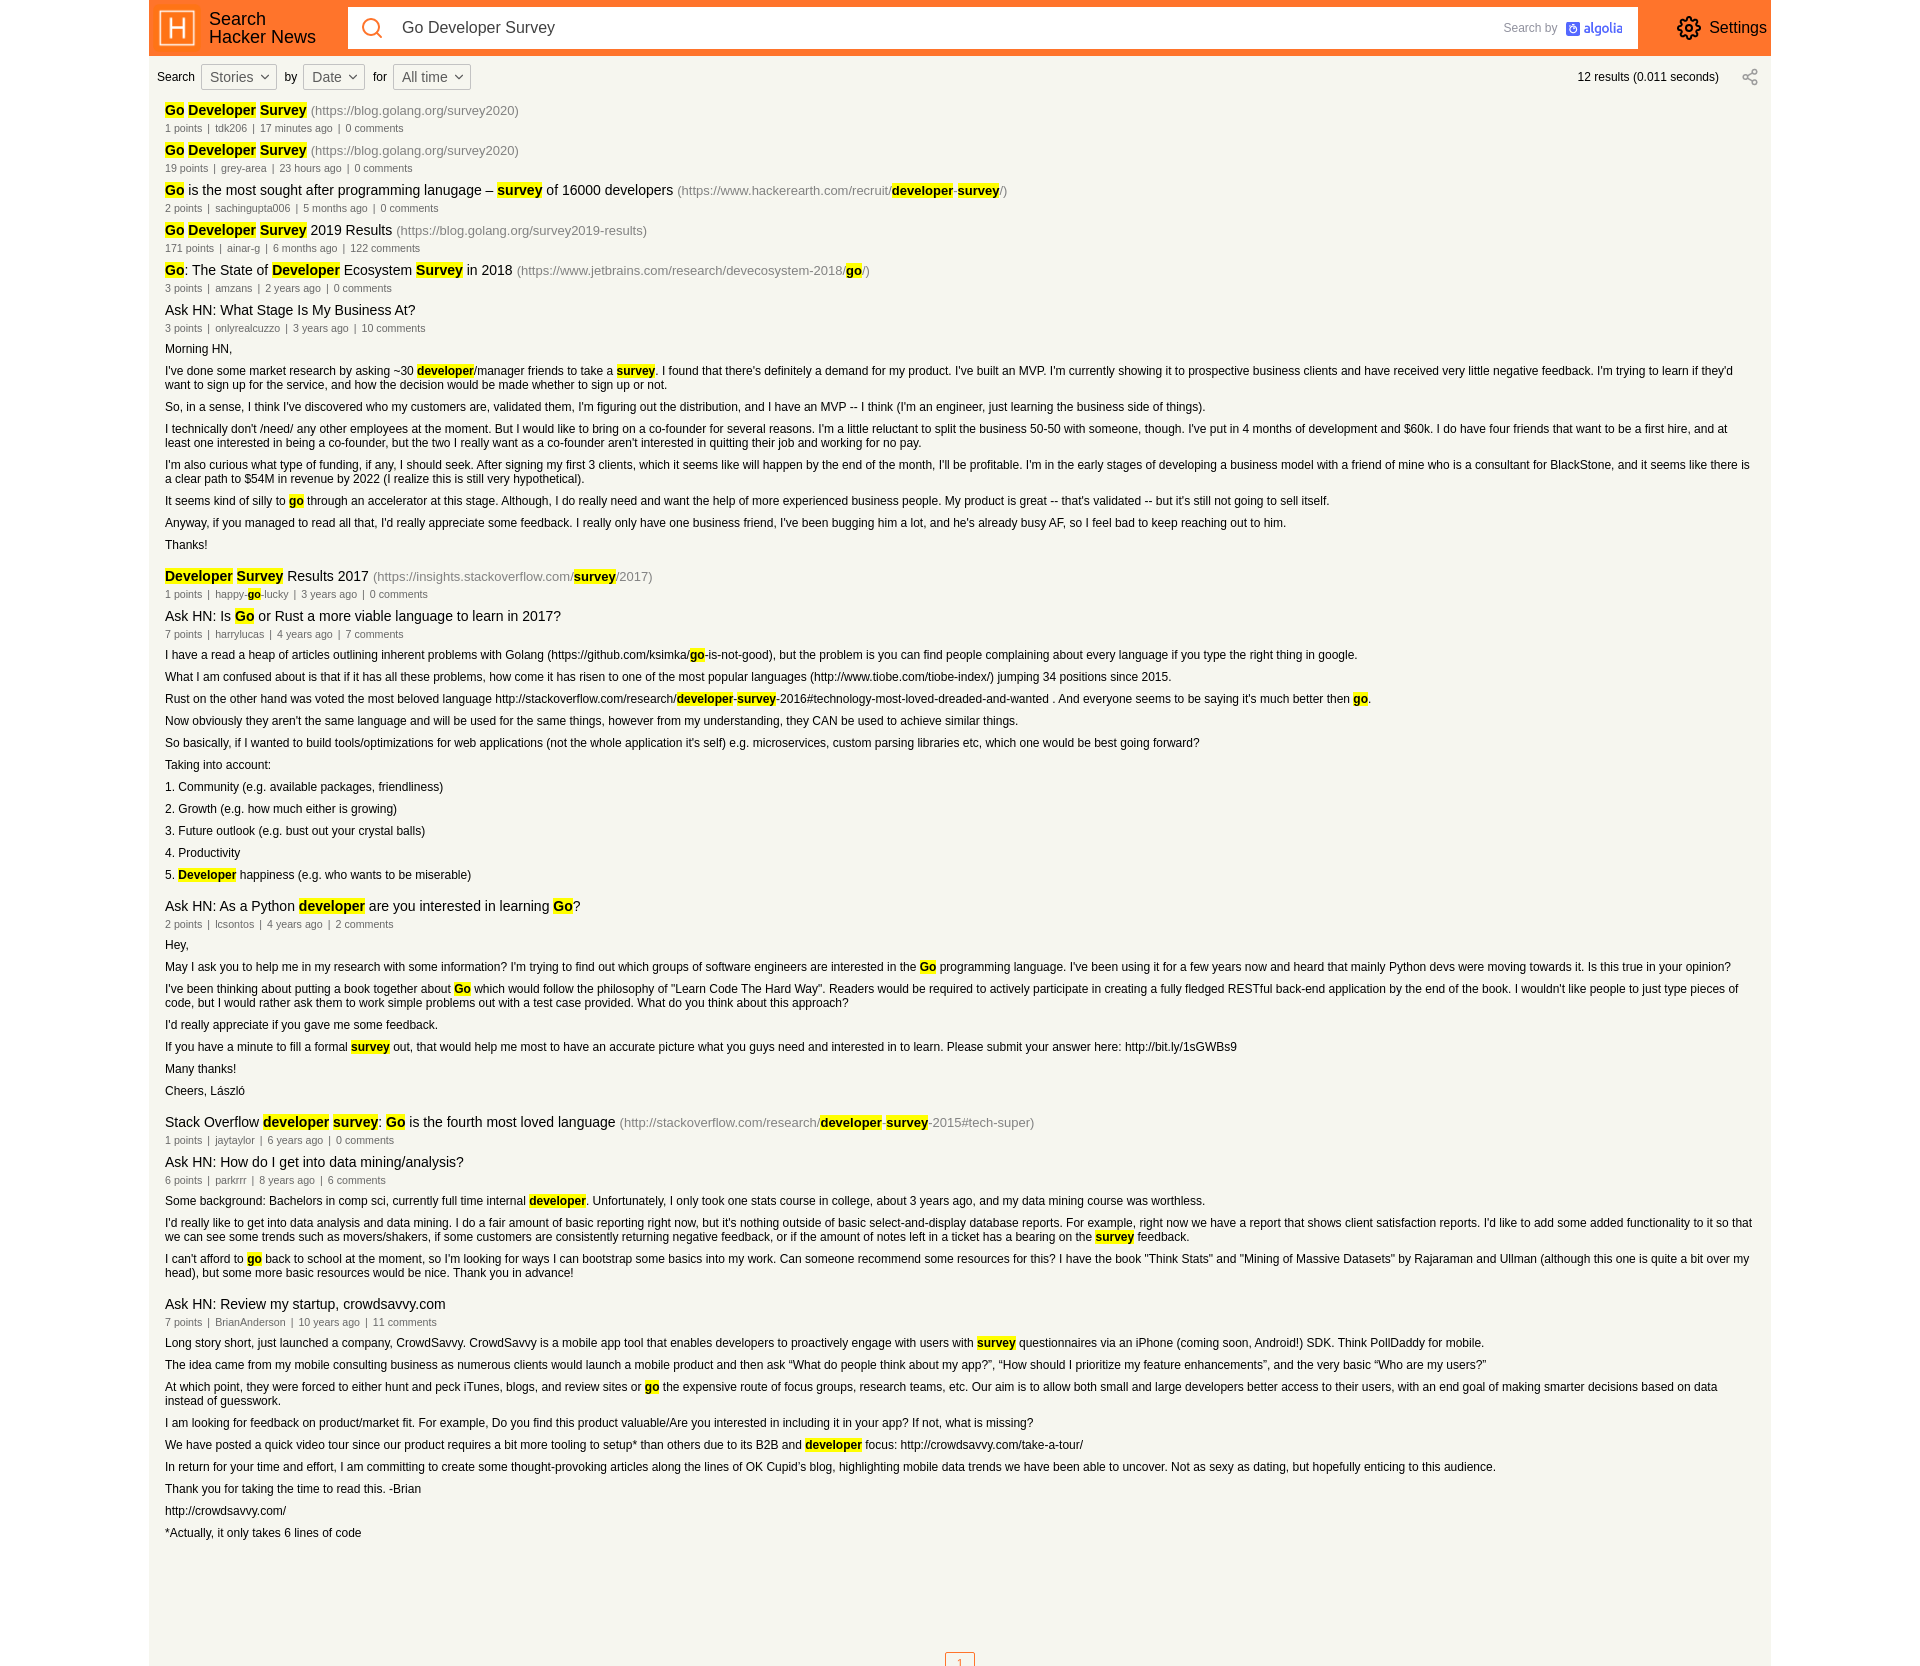 Search
Hacker News
Go Developer Survey
Search by algolia
Settings
Search Stories by Date for All time
12 results (0.011 seconds)
Go Developer Survey (https://blog.golang.org/survey2020)
1 points | tdk206 | 17 minutes ago | 0 comments
Go Developer Survey (https://blog.golang.org/survey2020)
19 points | grey-area | 23 hours ago | 0 comments
Go is the most sought after programming lanugage – survey of 16000 developers (https://www.hackerearth.com/recruit/developer-survey/)
2 points | sachingupta006 | 5 months ago | 0 comments
Go Developer Survey 2019 Results (https://blog.golang.org/survey2019-results)
171 points | ainar-g | 6 months ago | 122 comments
Go: The State of Developer Ecosystem Survey in 2018 (https://www.jetbrains.com/research/devecosystem-2018/go/)
3 points | amzans | 2 years ago | 0 comments
Ask HN: What Stage Is My Business At?
3 points | onlyrealcuzzo | 3 years ago | 10 comments
Morning HN,
I've done some market research by asking ~30 developer/manager friends to take a survey. I found that there's definitely a demand for my product. I've built an MVP. I'm currently showing it to prospective business clients and have received very little negative feedback. I'm trying to learn if they'd
want to sign up for the service, and how the decision would be made whether to sign up or not.
So, in a sense, I think I've discovered who my customers are, validated them, I'm figuring out the distribution, and I have an MVP -- I think (I'm an engineer, just learning the business side of things).
I technically don't /need/ any other employees at the moment. But I would like to bring on a co-founder for several reasons. I'm a little reluctant to split the business 50-50 with someone, though. I've put in 4 months of development and $60k. I do have four friends that want to be a first hire, and at
least one interested in being a co-founder, but the two I really want as a co-founder aren't interested in quitting their job and working for no pay.
I'm also curious what type of funding, if any, I should seek. After signing my first 3 clients, which it seems like will happen by the end of the month, I'll be profitable. I'm in the early stages of developing a business model with a friend of mine who is a consultant for BlackStone, and it seems like there is
a clear path to $54M in revenue by 2022 (I realize this is still very hypothetical).
It seems kind of silly to go through an accelerator at this stage. Although, I do really need and want the help of more experienced business people. My product is great -- that's validated -- but it's still not going to sell itself.
Anyway, if you managed to read all that, I'd really appreciate some feedback. I really only have one business friend, I've been bugging him a lot, and he's already busy AF, so I feel bad to keep reaching out to him.
Thanks!
Developer Survey Results 2017 (https://insights.stackoverflow.com/survey/2017)
1 points | happy-go-lucky | 3 years ago | 0 comments
Ask HN: Is Go or Rust a more viable language to learn in 2017?
7 points | harrylucas | 4 years ago | 7 comments
I have a read a heap of articles outlining inherent problems with Golang (https://github.com/ksimka/go-is-not-good), but the problem is you can find people complaining about every language if you type the right thing in google.
What I am confused about is that if it has all these problems, how come it has risen to one of the most popular languages (http://www.tiobe.com/tiobe-index/) jumping 34 positions since 2015.
Rust on the other hand was voted the most beloved language http://stackoverflow.com/research/developer-survey-2016#technology-most-loved-dreaded-and-wanted . And everyone seems to be saying it's much better then go.
Now obviously they aren't the same language and will be used for the same things, however from my understanding, they CAN be used to achieve similar things.
So basically, if I wanted to build tools/optimizations for web applications (not the whole application it's self) e.g. microservices, custom parsing libraries etc, which one would be best going forward?
Taking into account:
1. Community (e.g. available packages, friendliness)
2. Growth (e.g. how much either is growing)
3. Future outlook (e.g. bust out your crystal balls)
4. Productivity
5. Developer happiness (e.g. who wants to be miserable)
Ask HN: As a Python developer are you interested in learning Go?
2 points | lcsontos | 4 years ago | 2 comments
Hey,
May I ask you to help me in my research with some information? I'm trying to find out which groups of software engineers are interested in the Go programming language. I've been using it for a few years now and heard that mainly Python devs were moving towards it. Is this true in your opinion?
I've been thinking about putting a book together about Go which would follow the philosophy of "Learn Code The Hard Way". Readers would be required to actively participate in creating a fully fledged RESTful back-end application by the end of the book. I wouldn't like people to just type pieces of
code, but I would rather ask them to work simple problems out with a test case provided. What do you think about this approach?
I'd really appreciate if you gave me some feedback.
If you have a minute to fill a formal survey out, that would help me most to have an accurate picture what you guys need and interested in to learn. Please submit your answer here: http://bit.ly/1sGWBs9
Many thanks!
Cheers, László
Stack Overflow developer survey: Go is the fourth most loved language (http://stackoverflow.com/research/developer-survey-2015#tech-super)
1 points | jaytaylor | 6 years ago | 0 comments
Ask HN: How do I get into data mining/analysis?
6 points | parkrrr | 8 years ago | 6 comments
Some background: Bachelors in comp sci, currently full time internal developer. Unfortunately, I only took one stats course in college, about 3 years ago, and my data mining course was worthless.
I'd really like to get into data analysis and data mining. I do a fair amount of basic reporting right now, but it's nothing outside of basic select-and-display database reports. For example, right now we have a report that shows client satisfaction reports. I'd like to add some added functionality to it so that
we can see some trends such as movers/shakers, if some customers are consistently returning negative feedback, or if the amount of notes left in a ticket has a bearing on the survey feedback.
I can't afford to go back to school at the moment, so I'm looking for ways I can bootstrap some basics into my work. Can someone recommend some resources for this? I have the book "Think Stats" and "Mining of Massive Datasets" by Rajaraman and Ullman (although this one is quite a bit over my
head), but some more basic resources would be nice. Thank you in advance!
Ask HN: Review my startup, crowdsavvy.com
7 points | BrianAnderson | 10 years ago | 11 comments
Long story short, just launched a company, CrowdSavvy. CrowdSavvy is a mobile app tool that enables developers to proactively engage with users with survey questionnaires via an iPhone (coming soon, Android!) SDK. Think PollDaddy for mobile.
The idea came from my mobile consulting business as numerous clients would launch a mobile product and then ask “What do people think about my app?”, “How should I prioritize my feature enhancements”, and the very basic “Who are my users?”
At which point, they were forced to either hunt and peck iTunes, blogs, and review sites or go the expensive route of focus groups, research teams, etc. Our aim is to allow both small and large developers better access to their users, with an end goal of making smarter decisions based on data
instead of guesswork.
I am looking for feedback on product/market fit. For example, Do you find this product valuable/Are you interested in including it in your app? If not, what is missing?
We have posted a quick video tour since our product requires a bit more tooling to setup* than others due to its B2B and developer focus: http://crowdsavvy.com/take-a-tour/
In return for your time and effort, I am committing to create some thought-provoking articles along the lines of OK Cupid’s blog, highlighting mobile data trends we have been able to uncover. Not as sexy as dating, but hopefully enticing to this audience.
Thank you for taking the time to read this. -Brian
http://crowdsavvy.com/
*Actually, it only takes 6 lines of code
1